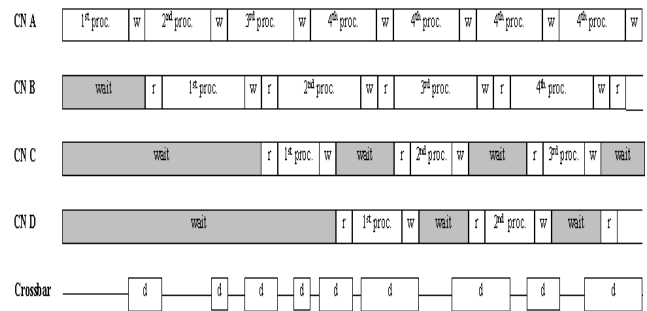 CN A 1st proc. w 2nd proc. w 3rd proc. w 4th proc. w 4th proc. w 4th proc. w 4th proc. w
CN B wait r 1st proc. w r 2nd proc. w r 3rd proc. w r 4th proc. w r
CN C wait r 1st proc. w wait r 2nd proc. w wait r 3rd proc. w wait
CN D wait r 1st proc. w wait r 2nd proc. w wait r
Crossbar d d d d d d d d d